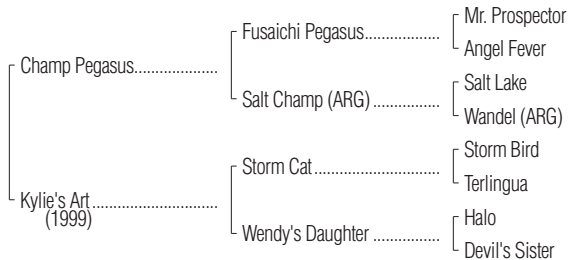 Mr. Prospector
Fusaichi Pegasus..................
Angel Fever
Champ Pegasus....................
Salt Lake
Salt Champ (ARG) ................
Wandel (ARG)
Storm Bird
Storm Cat..............................
Terlingua
Kylie's Art..............................
(1999)
Halo
Wendy's Daughter ................
Devil's Sister